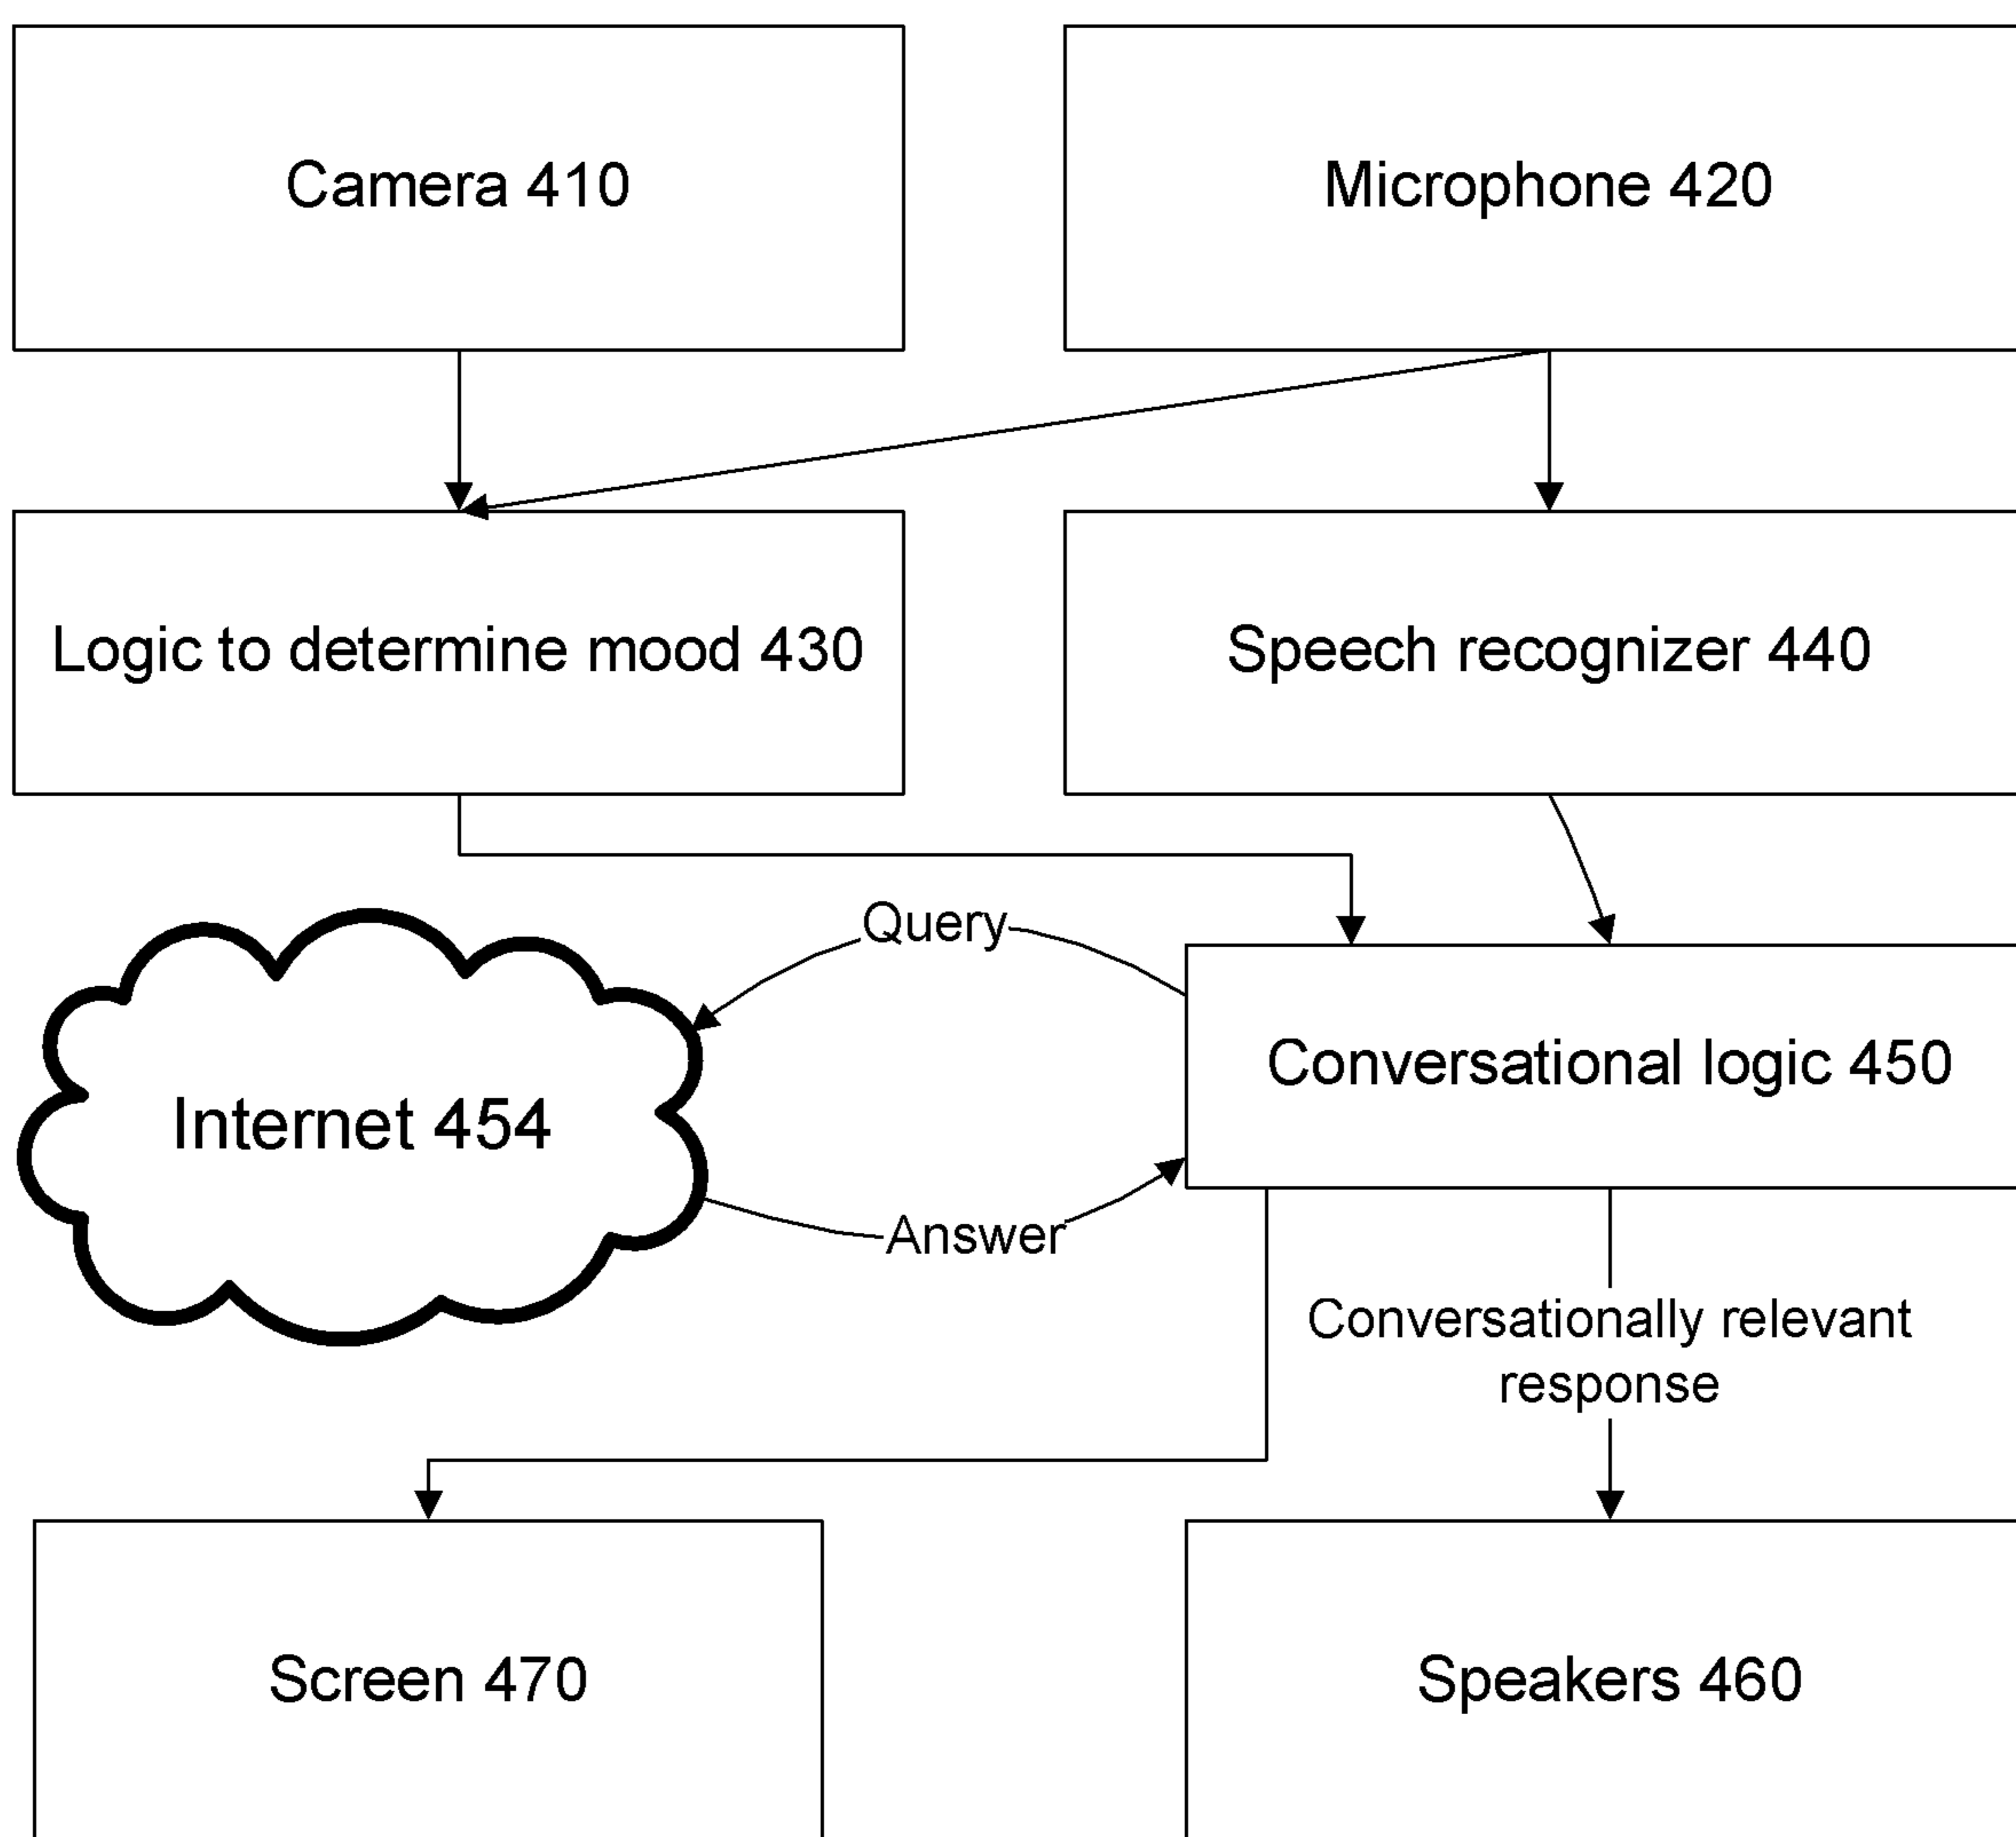 Camera 410
Microphone 420
Logic to determine mood 430
Speech recognizer 440
Query
Conversational logic 450
Internet 454
Answer
Conversationally relevant
response
Screen 470
Speakers 460